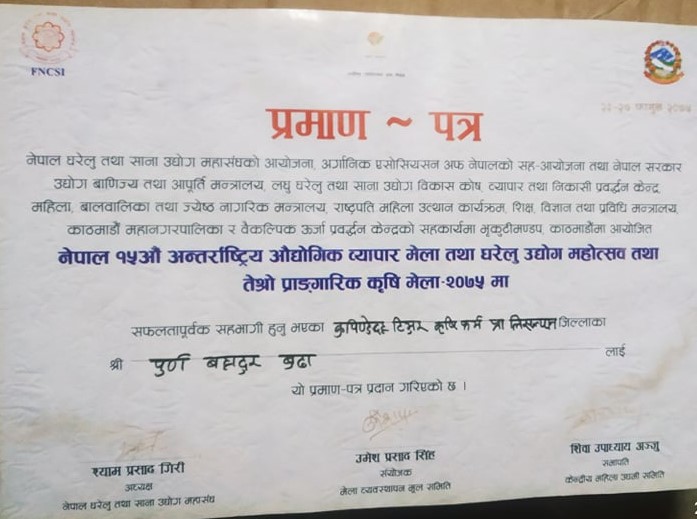 FNCSI
२१-२७ फागुन २०७५
प्रमाण ~ पत्र
नेपाल घरेलु तथा साना उद्योग महासंघको आयोजना, अर्गानिक एसोसियसन अफ नेपालको सह-आयोजना तथा नेपाल सरकार
उद्योग बाणिज्य तथा आपूर्ति मन्त्रालय, लघु घरेलु तथा साना उद्योग विकास कोष, व्यापार तथा निकासी प्रवर्द्धन केन्द्र,
महिला, बालवालिका तथा ज्येष्ठ नागरिक मन्त्रालय, राष्ट्रपति महिला उत्थान कार्यक्रम, शिक्षा, विज्ञान तथा प्रविधि मन्त्रालय,
काठमाडौं महानगरपालिका र वैकल्पिक ऊर्जा प्रवर्द्धन केन्द्रको सहकार्यमा भृकुटीमण्डप, काठमाडौंमा आयोजित
नेपाल १५औं अन्तर्राष्ट्रिय औद्योगिक व्यापार मेला तथा घरेलु उद्योग महोत्सव तथा
तेश्रो प्राङ्गारिक कृषि मेला-२०७५ मा
सफलतापूर्वक सहभागी हुनु भएका कृषि फर्म जिल्लाका
श्री पुर्ण बहादुर बुढा लाई
यो प्रमाण-पत्र प्रदान गरिएको छ ।
श्याम प्रसाद गिरी
अध्यक्ष
नेपाल घरेलु तथा साना उद्योग महासंघ
उमेश प्रसाद सिंह
संयोजक
मेला व्यवस्थापन मुल समिति
शिवा उपाध्याय अञ्जु
सभापति
केन्द्रीय महिला उद्यमी समिति